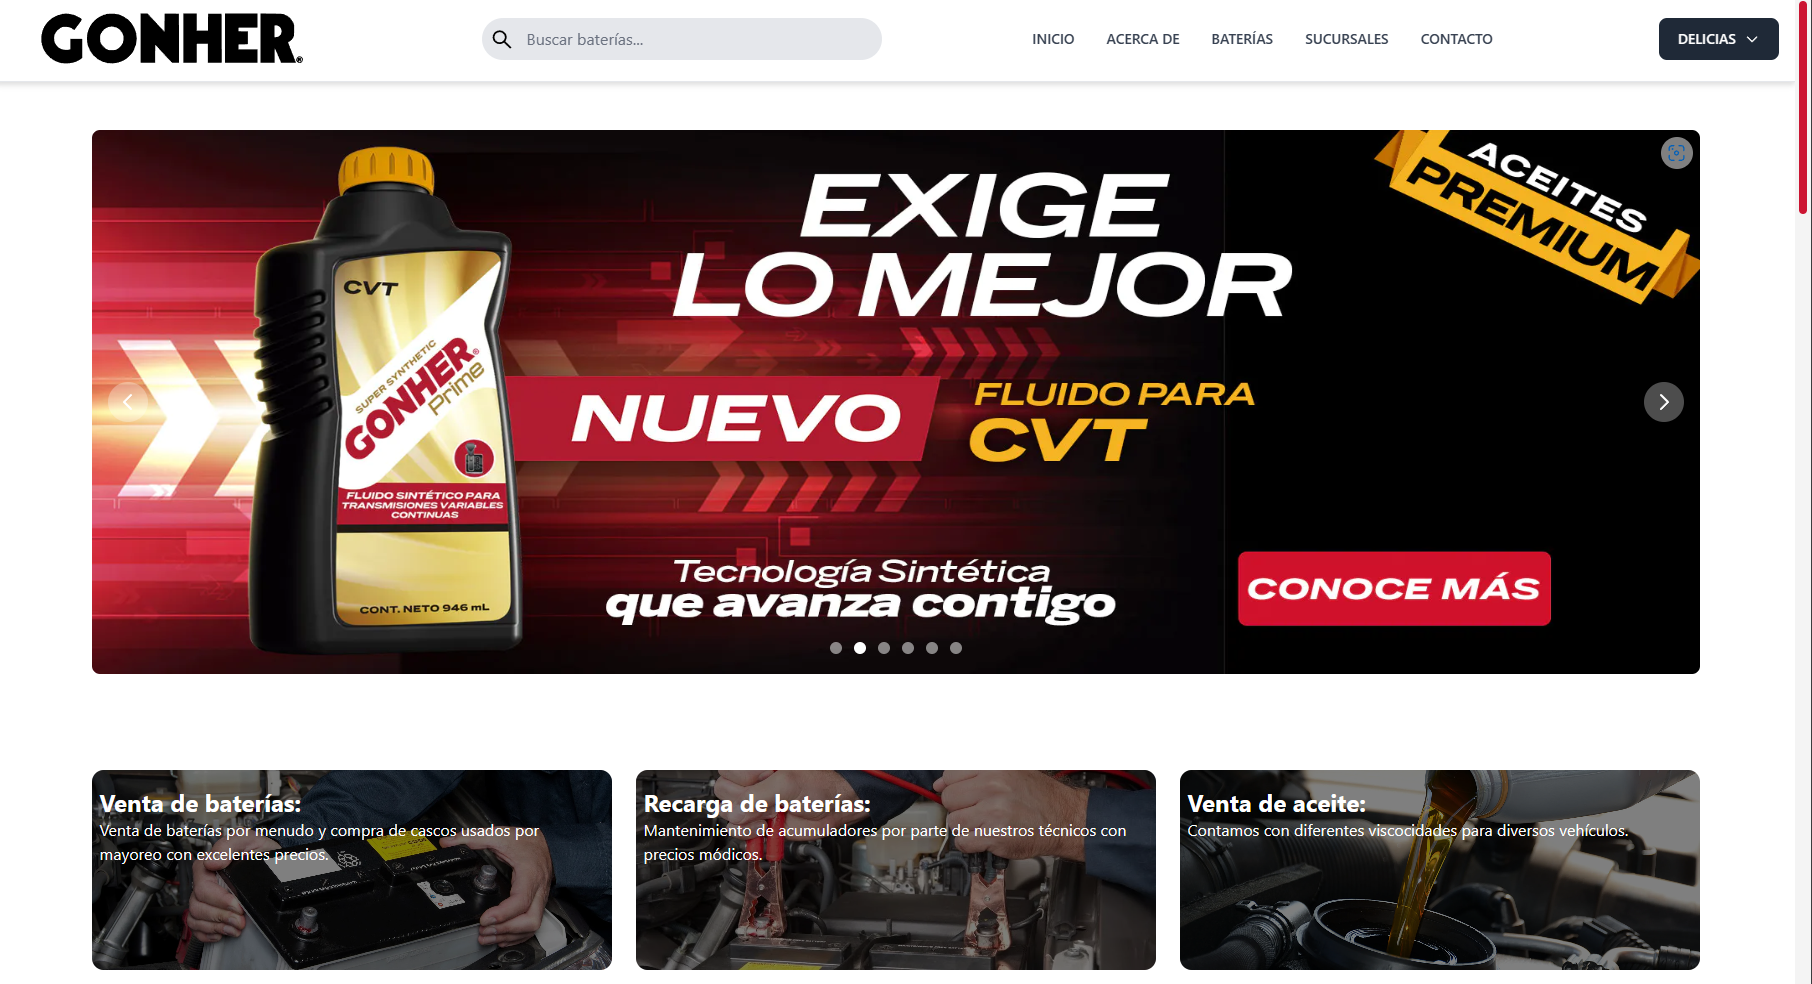 GONHER®
Buscar baterías...
INICIO
ACERCA DE
BATERÍAS
SUCURSALES
CONTACTO
DELICIAS
ACEITES
PREMIUM
EXIGE
LO MEJOR
NUEVO
FLUIDO PARA
CVT
CVT
SUPER SYNTHETIC
GONHER®
Prime
FLUIDO SINTÉTICO PARA
TRANSMISIONES VARIABLES
CONTINUAS
CONT. NETO 946 mL
Tecnología Sintética
que avanza contigo
CONOCE MÁS
Venta de baterías:
Venta de baterías por menudo y compra de cascos usados por
mayoreo con excelentes precios.
Recarga de baterías:
Mantenimiento de acumuladores por parte de nuestros técnicos con
precios módicos.
Venta de aceite:
Contamos con diferentes viscocidades para diversos vehículos.